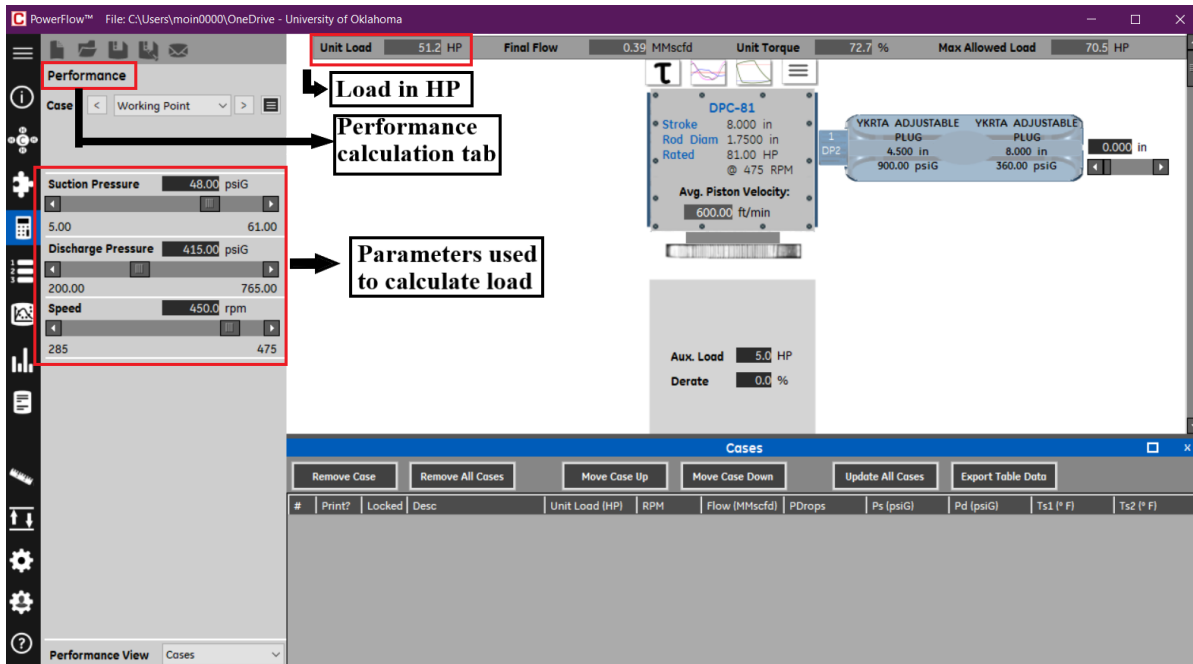 C PowerFlow™ File: C:\Users\moin0000\OneDrive - University of Oklahoma
Unit Load 51.2 HP Final Flow 0.39 MMscfd Unit Torque 72.7 % Max Allowed Load 70.5 HP
Performance
Case < Working Point >
Load in HP
Performance
calculation tab
Suction Pressure 48.00 psiG
5.00 61.00
Discharge Pressure 415.00 psiG
200.00 765.00
Speed 450.0 rpm
285 475
Parameters used
to calculate load
τ
DPC-81
Stroke 8.000 in
Rod Diam 1.7500 in
Rated 81.00 HP
@ 475 RPM
Avg. Piston Velocity:
600.00 ft/min
1
DP2
YKRTA ADJUSTABLE YKRTA ADJUSTABLE
PLUG PLUG
4.500 in 8.000 in
900.00 psiG 360.00 psiG
0.000 in
Aux. Load 5.0 HP
Derate 0.0 %
Cases
Remove Case Remove All Cases Move Case Up Move Case Down Update All Cases Export Table Data
# Print? Locked Desc Unit Load (HP) RPM Flow (MMscfd) PDrops Ps (psiG) Pd (psiG) Ts1 (° F) Ts2 (° F)
Performance View Cases